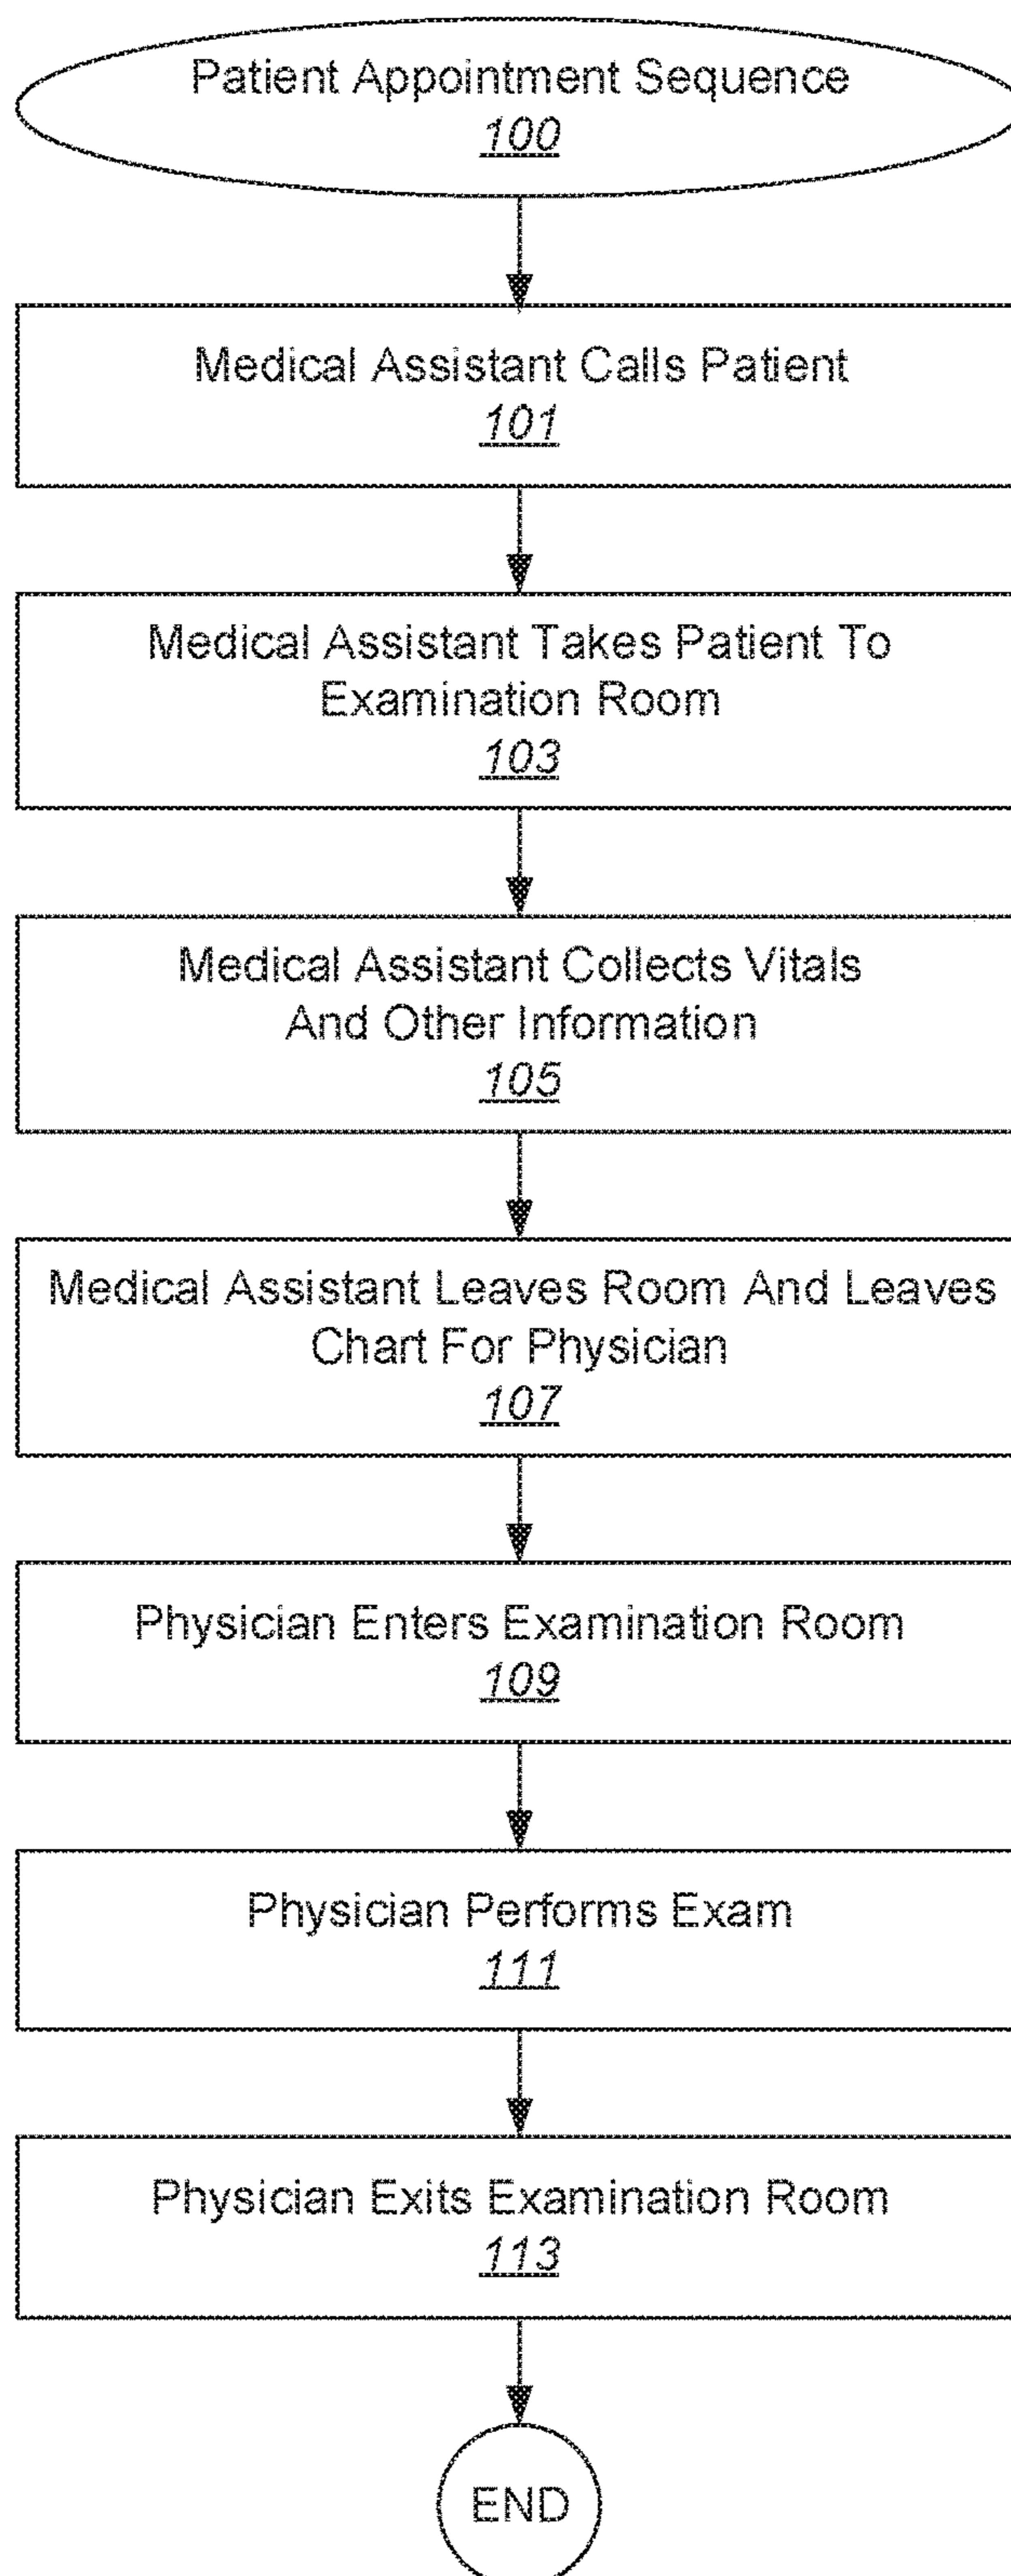 Patient Appointment Sequence
100
Medical Assistant Calls Patient
101
Medical Assistant Takes Patient To
Examination Room
103
Medical Assistant Collects Vitals
And Other Information
105
Medical Assistant Leaves Room And Leaves
Chart For Physician
107
Physician Enters Examination Room
109
Physician Performs Exam
111
Physician Exits Examination Room
113
END